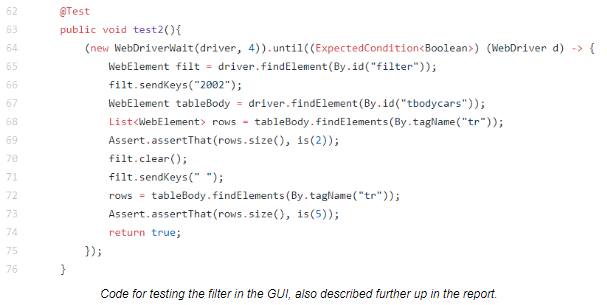 62 @Test
63 public void test2(){
64 (new WebDriverWait(driver, 4)).until((ExpectedCondition<Boolean>) (WebDriver d) -> {
65 WebElement filt = driver.findElement(By.id("filter"));
66 filt.sendKeys("2002");
67 WebElement tableBody = driver.findElement(By.id("tbodycars"));
68 List<WebElement> rows = tableBody.findElements(By.tagName("tr"));
69 Assert.assertThat(rows.size(), is(2));
70 filt.clear();
71 filt.sendKeys(" ");
72 rows = tableBody.findElements(By.tagName("tr"));
73 Assert.assertThat(rows.size(), is(5));
74 return true;
75 });
76 }
Code for testing the filter in the GUI, also described further up in the report.